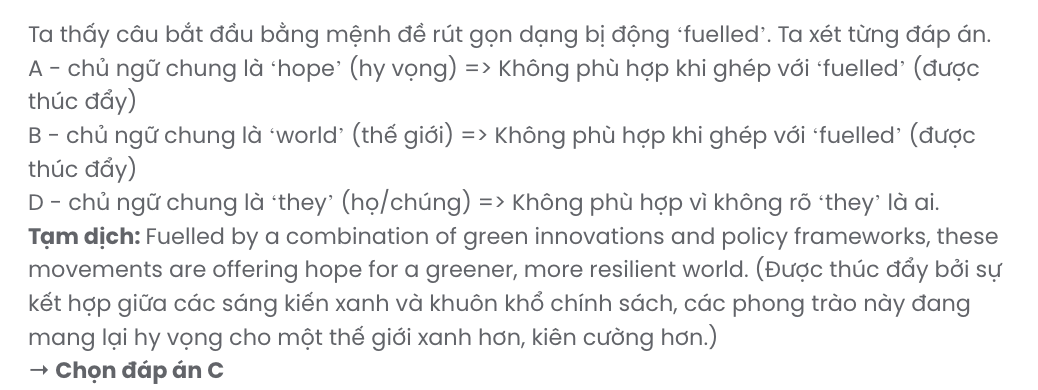 Ta thấy câu bắt đầu bằng mệnh đề rút gọn dạng bị động ‘fuelled’. Ta xét từng đáp án.
A - chủ ngữ chung là ‘hope’ (hy vọng) => Không phù hợp khi ghép với ‘fuelled’ (được
thúc đẩy)
B - chủ ngữ chung là ‘world’ (thế giới) => Không phù hợp khi ghép với ‘fuelled’ (được
thúc đẩy)
D - chủ ngữ chung là ‘they’ (họ/chúng) => Không phù hợp vì không rõ ‘they’ là ai.
Tạm dịch: Fuelled by a combination of green innovations and policy frameworks, these
movements are offering hope for a greener, more resilient world. (Được thúc đẩy bởi sự
kết hợp giữa các sáng kiến xanh và khuôn khổ chính sách, các phong trào này đang
mang lại hy vọng cho một thế giới xanh hơn, kiên cường hơn.)
→ Chọn đáp án C